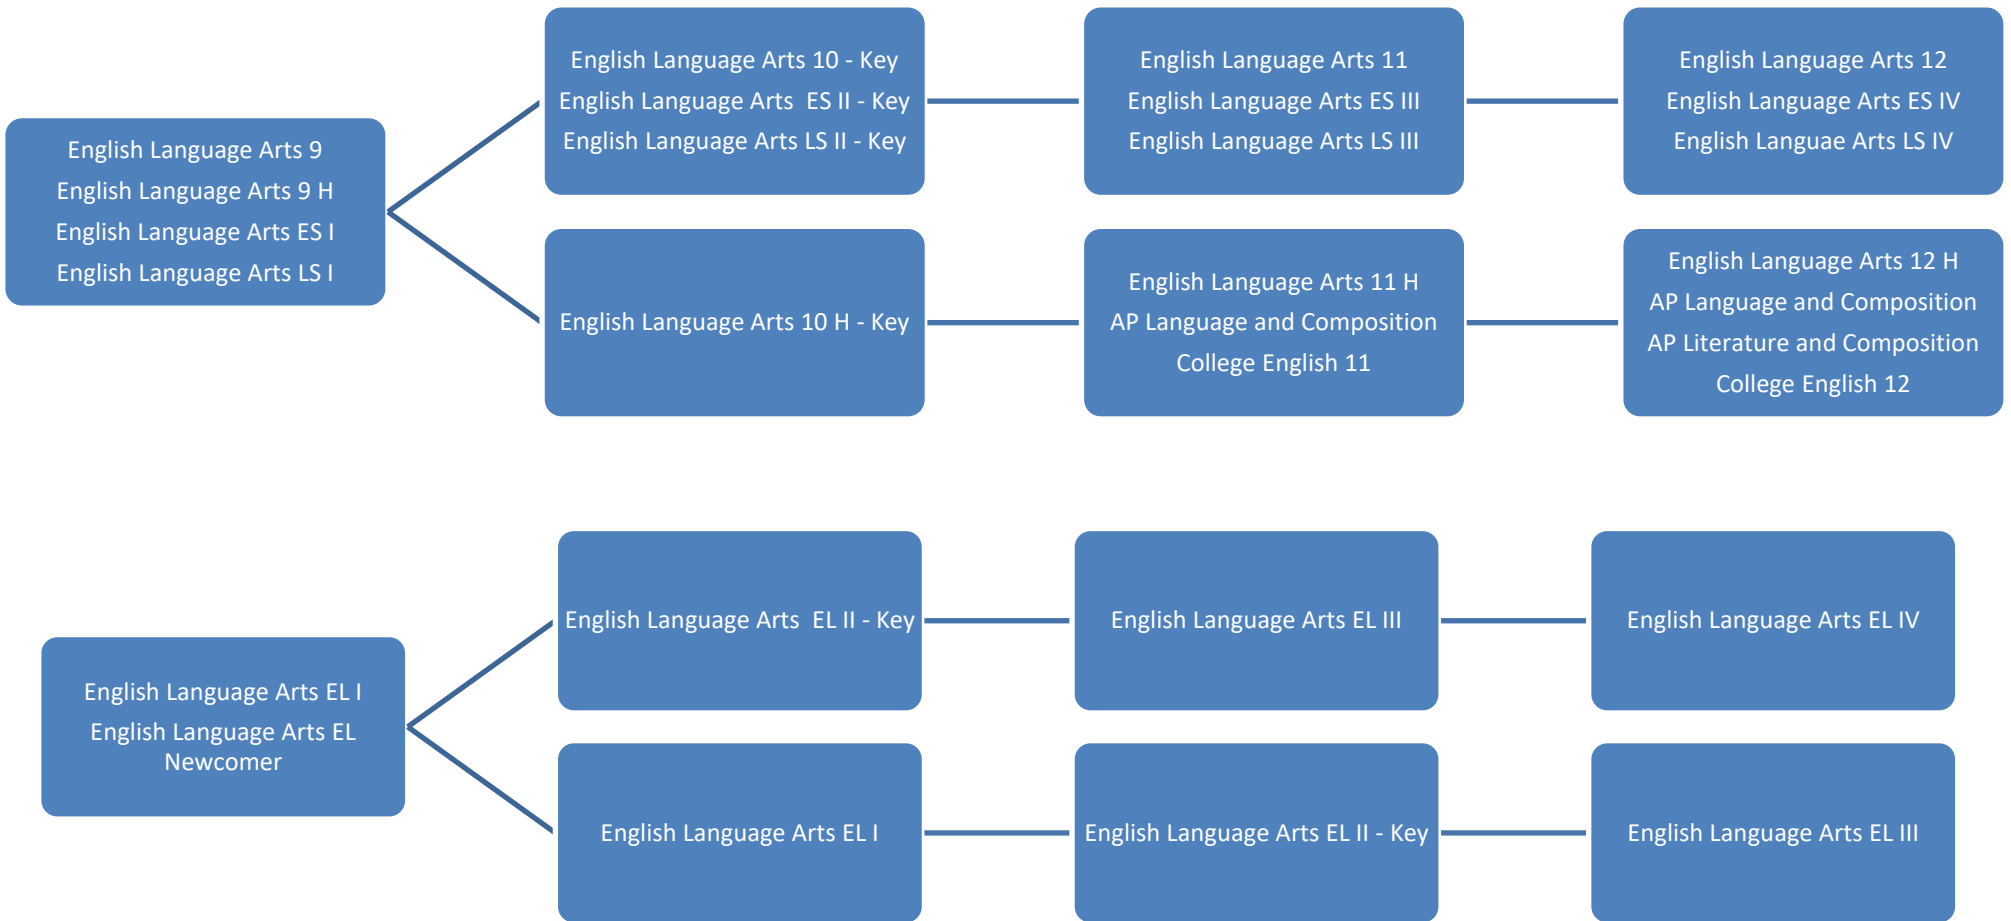 English Language Arts 9
English Language Arts 9 H
English Language Arts ES I
English Language Arts LS I
English Language Arts 10 - Key
English Language Arts  ES II - Key
English Language Arts LS II - Key
English Language Arts 11
English Language Arts ES III
English Language Arts LS III
English Language Arts 12
English Language Arts ES IV
English Languae Arts LS IV
English Language Arts 10 H - Key
English Language Arts 11 H
AP Language and Composition
College English 11
English Language Arts 12 H
AP Language and Composition
AP Literature and Composition
College English 12
English Language Arts EL I
English Language Arts EL
Newcomer
English Language Arts  EL II - Key
English Language Arts EL III
English Language Arts EL IV
English Language Arts EL I
English Language Arts EL II - Key
English Language Arts EL III